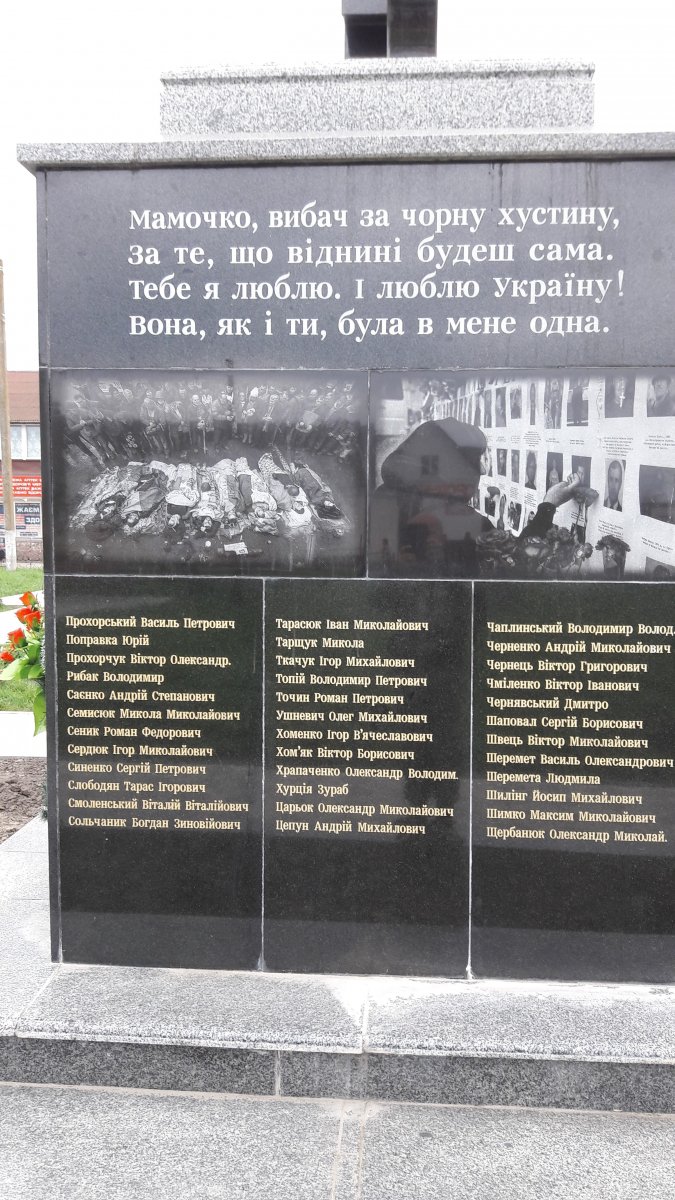 Мамочко, вибач за чорну хустину,
За те, що віднині будеш сама.
Тебе я люблю. І люблю Україну!
Вона, як і ти, була в мене одна.
Прохорський Василь Петрович
Поправка Юрій
Прохорчук Віктор Олександр.
Рибак Володимир
Саєнко Андрій Степанович
Семисюк Микола Миколайович
Сеник Роман Федорович
Сердюк Ігор Миколайович
Синенко Сергій Петрович
Слободян Тарас Ігорович
Смоленський Віталій Віталійович
Сольчаник Богдан Зиновійович
Тарасюк Іван Миколайович
Тарщук Микола
Ткачук Ігор Михайлович
Топій Володимир Петрович
Точин Роман Петрович
Ушневич Олег Михайлович
Хоменко Ігор В'ячеславович
Хом'як Віктор Борисович
Храпаченко Олександр Володим.
Хурція Зураб
Царьок Олександр Миколайович
Цепун Андрій Михайлович
Чаплинський Володимир Волод.
Черненко Андрій Миколайович
Чернець Віктор Григорович
Чміленко Віктор Іванович
Чернявський Дмитро
Шаповал Сергій Борисович
Швець Віктор Миколайович
Шеремет Василь Олександрович
Шеремета Людмила
Шилінг Йосип Михайлович
Шимко Максим Миколайович
Щербанюк Олександр Миколай.